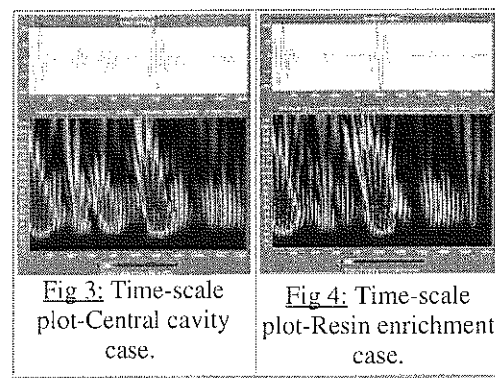 Fig 3: Time-scale
plot-Central cavity
case.
Fig 4: Time-scale
plot-Resin enrichment
case.